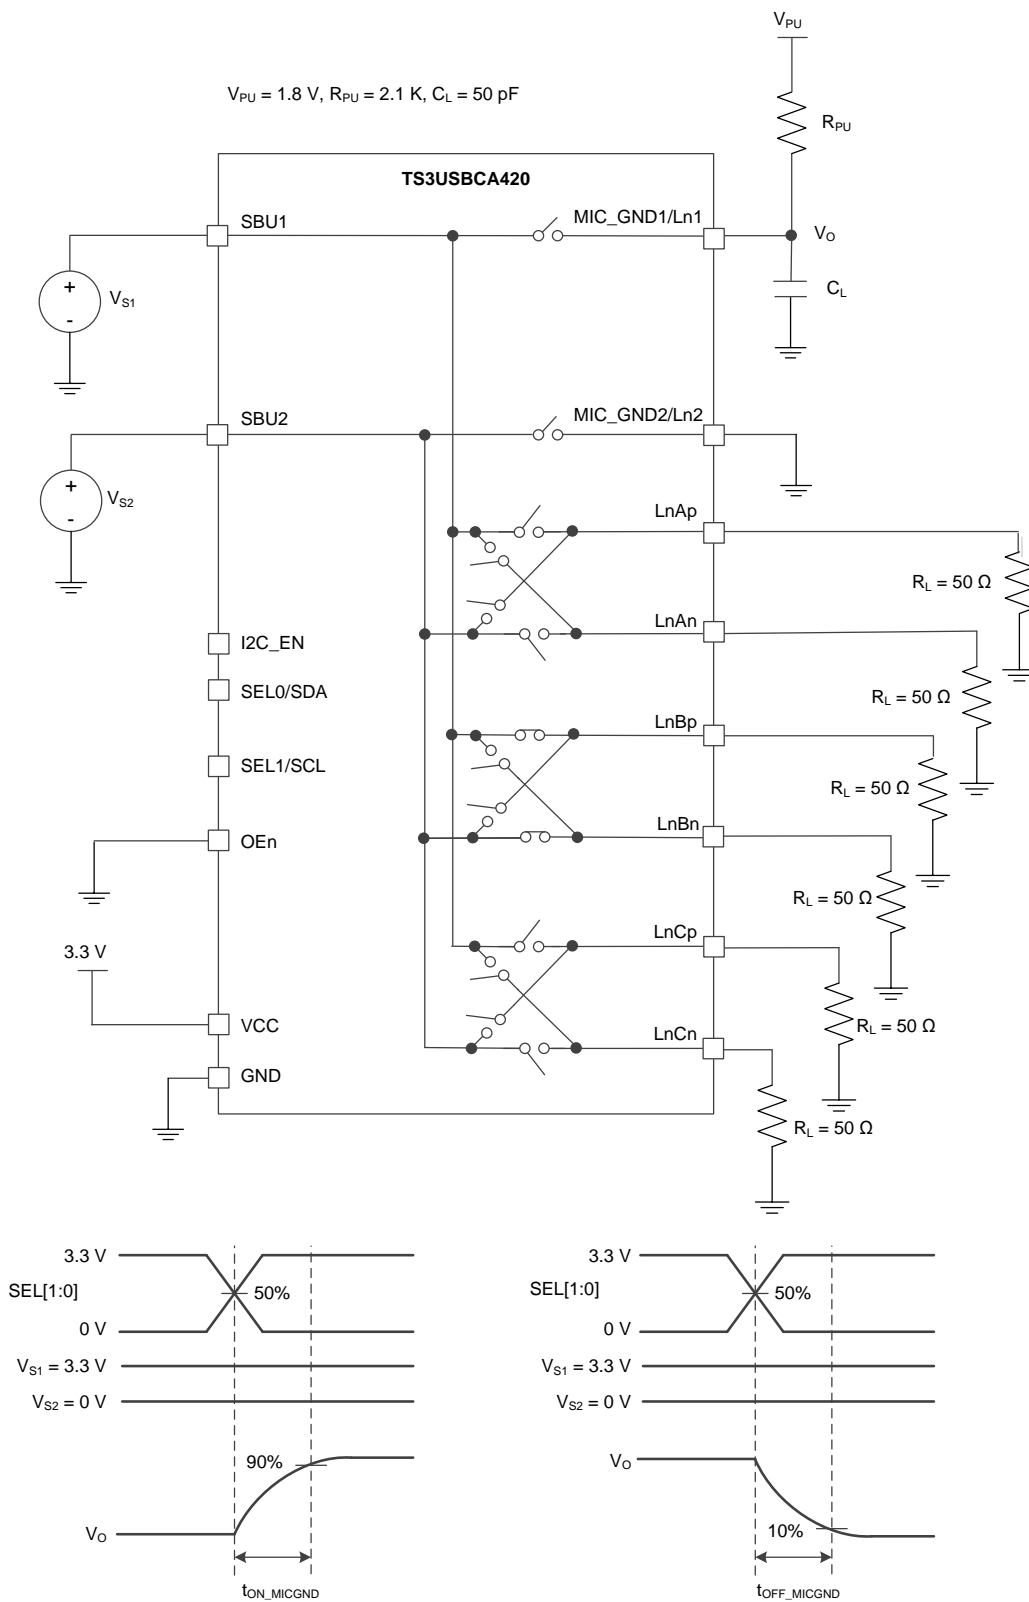 V_PU
V_PU = 1.8 V, R_PU = 2.1 K, C_L = 50 pF
R_PU
TS3USBCA420
SBU1
MIC_GND1/Ln1
V_O
V_S1
C_L
SBU2
MIC_GND2/Ln2
V_S2
LnAp
R_L = 50 Ω
I2C_EN
LnAn
SEL0/SDA
R_L = 50 Ω
LnBp
SEL1/SCL
R_L = 50 Ω
LnBn
OEn
R_L = 50 Ω
LnCp
3.3 V
VCC
R_L = 50 Ω
LnCn
GND
R_L = 50 Ω
3.3 V
SEL[1:0]
50%
0 V
V_S1 = 3.3 V
V_S2 = 0 V
90%
V_O
t_ON_MICGND
3.3 V
SEL[1:0]
50%
0 V
V_S1 = 3.3 V
V_S2 = 0 V
V_O
10%
t_OFF_MICGND